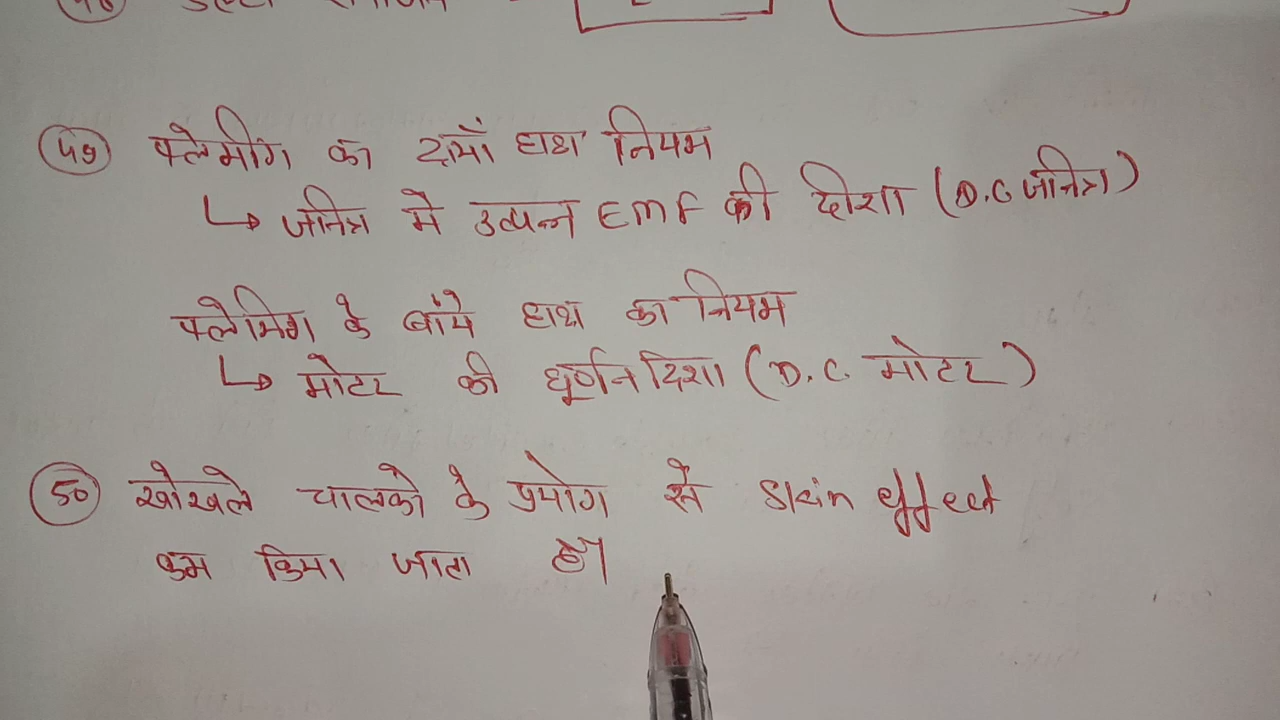 49 फ्लेमींग का दायाँ हाथ नियम
↳ जनित्र मे उत्पन्न EMF की दीशा (D.C जनित्र)
फ्लेमिंग के बांये हाथ का नियम
↳ मोटर की घूर्णन दिशा (D.C. मोटर)
50 खोखले चालको के प्रयोग से skin effect
कम किया जाता है।